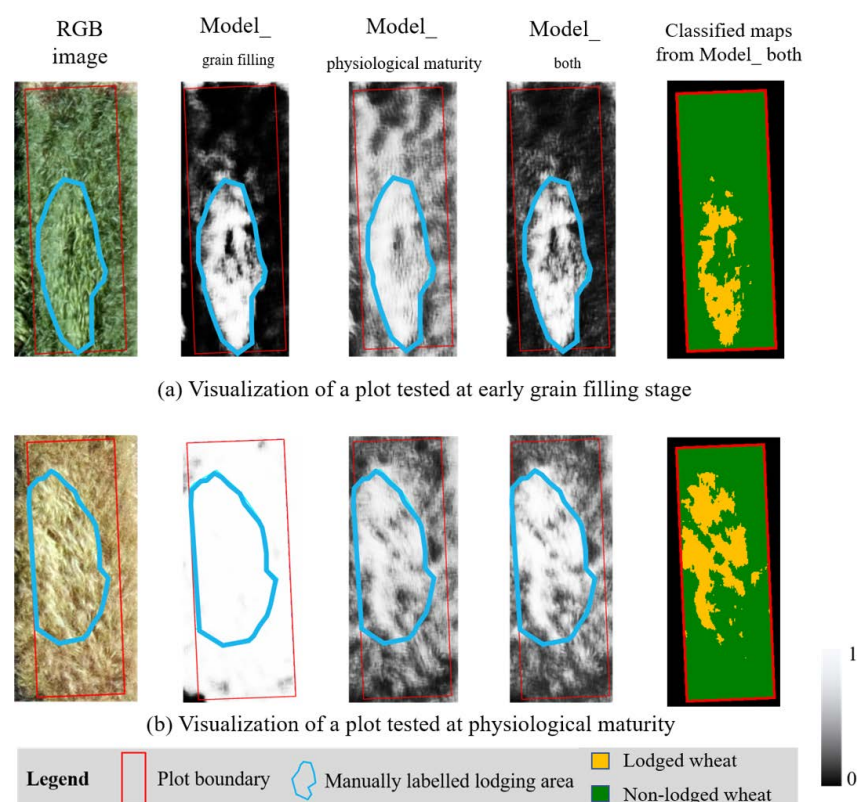 RGB
image
Model_
grain filling
Model_
physiological maturity
Model_
both
Classified maps
from Model_ both
(a) Visualization of a plot tested at early grain filling stage
(b) Visualization of a plot tested at physiological maturity
1
0
Legend
Plot boundary
Manually labelled lodging area
Lodged wheat
Non-lodged wheat